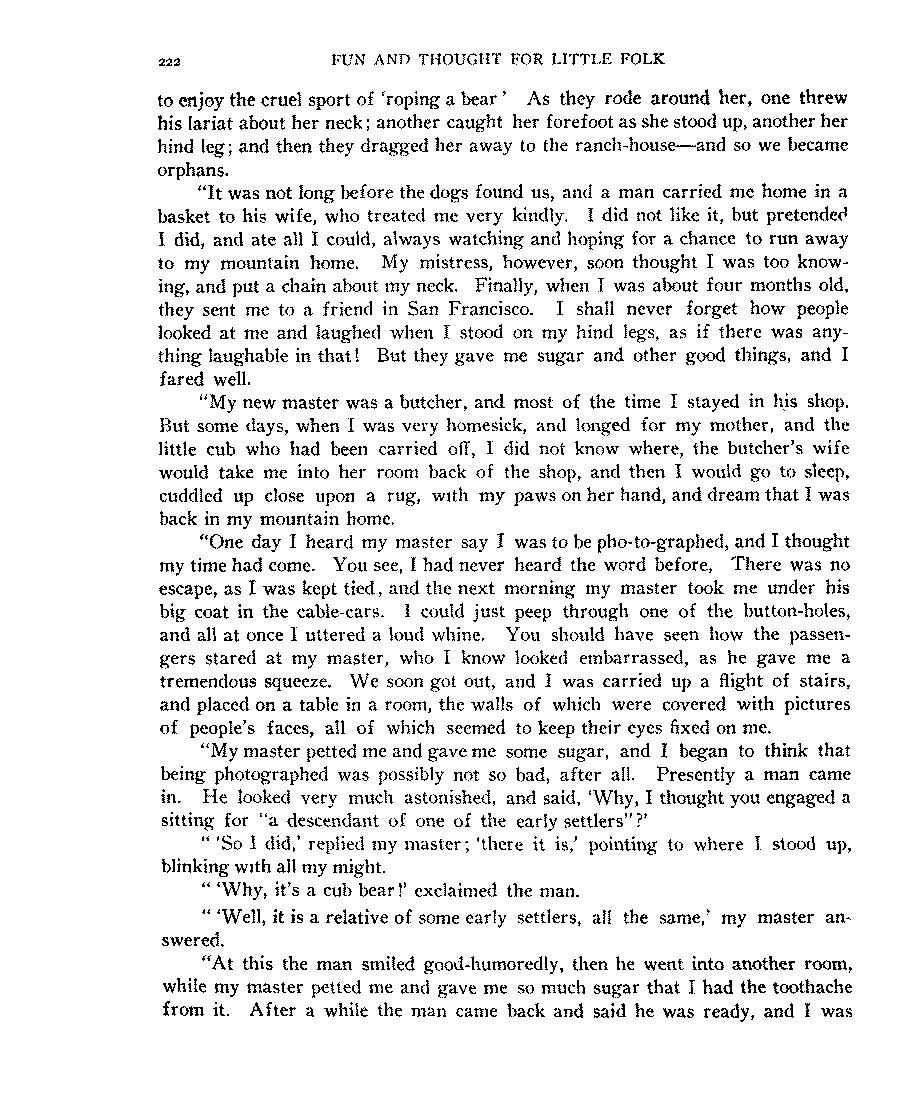 222 FUN AND THOUGHT FOR LITTLE FOLK
to enjoy the cruel sport of 'roping a bear' As they rode around her, one threw
his lariat about her neck; another caught her forefoot as she stood up, another her
hind leg; and then they dragged her away to the ranch-house—and so we became
orphans.
"It was not long before the dogs found us, and a man carried me home in a
basket to his wife, who treated me very kindly. I did not like it, but pretended
I did, and ate all I could, always watching and hoping for a chance to run away
to my mountain home. My mistress, however, soon thought I was too know-
ing, and put a chain about my neck. Finally, when I was about four months old,
they sent me to a friend in San Francisco. I shall never forget how people
looked at me and laughed when I stood on my hind legs, as if there was any-
thing laughable in that! But they gave me sugar and other good things, and I
fared well.
"My new master was a butcher, and most of the time I stayed in his shop.
But some days, when I was very homesick, and longed for my mother, and the
little cub who had been carried off, I did not know where, the butcher's wife
would take me into her room back of the shop, and then I would go to sleep,
cuddled up close upon a rug, with my paws on her hand, and dream that I was
back in my mountain home.
"One day I heard my master say I was to be pho-to-graphed, and I thought
my time had come. You see, I had never heard the word before, There was no
escape, as I was kept tied, and the next morning my master took me under his
big coat in the cable-cars. I could just peep through one of the button-holes,
and all at once I uttered a loud whine. You should have seen how the passen-
gers stared at my master, who I know looked embarrassed, as he gave me a
tremendous squeeze. We soon got out, and I was carried up a flight of stairs,
and placed on a table in a room, the walls of which were covered with pictures
of people's faces, all of which seemed to keep their eyes fixed on me.
"My master petted me and gave me some sugar, and I began to think that
being photographed was possibly not so bad, after all. Presently a man came
in. He looked very much astonished, and said, 'Why, I thought you engaged a
sitting for "a descendant of one of the early settlers"?'
" 'So I did,' replied my master; 'there it is,' pointing to where I stood up,
blinking with all my might.
" 'Why, it's a cub bear!' exclaimed the man.
" 'Well, it is a relative of some early settlers, all the same,' my master an-
swered.
"At this the man smiled good-humoredly, then he went into another room,
while my master petted me and gave me so much sugar that I had the toothache
from it. After a while the man came back and said he was ready, and I was